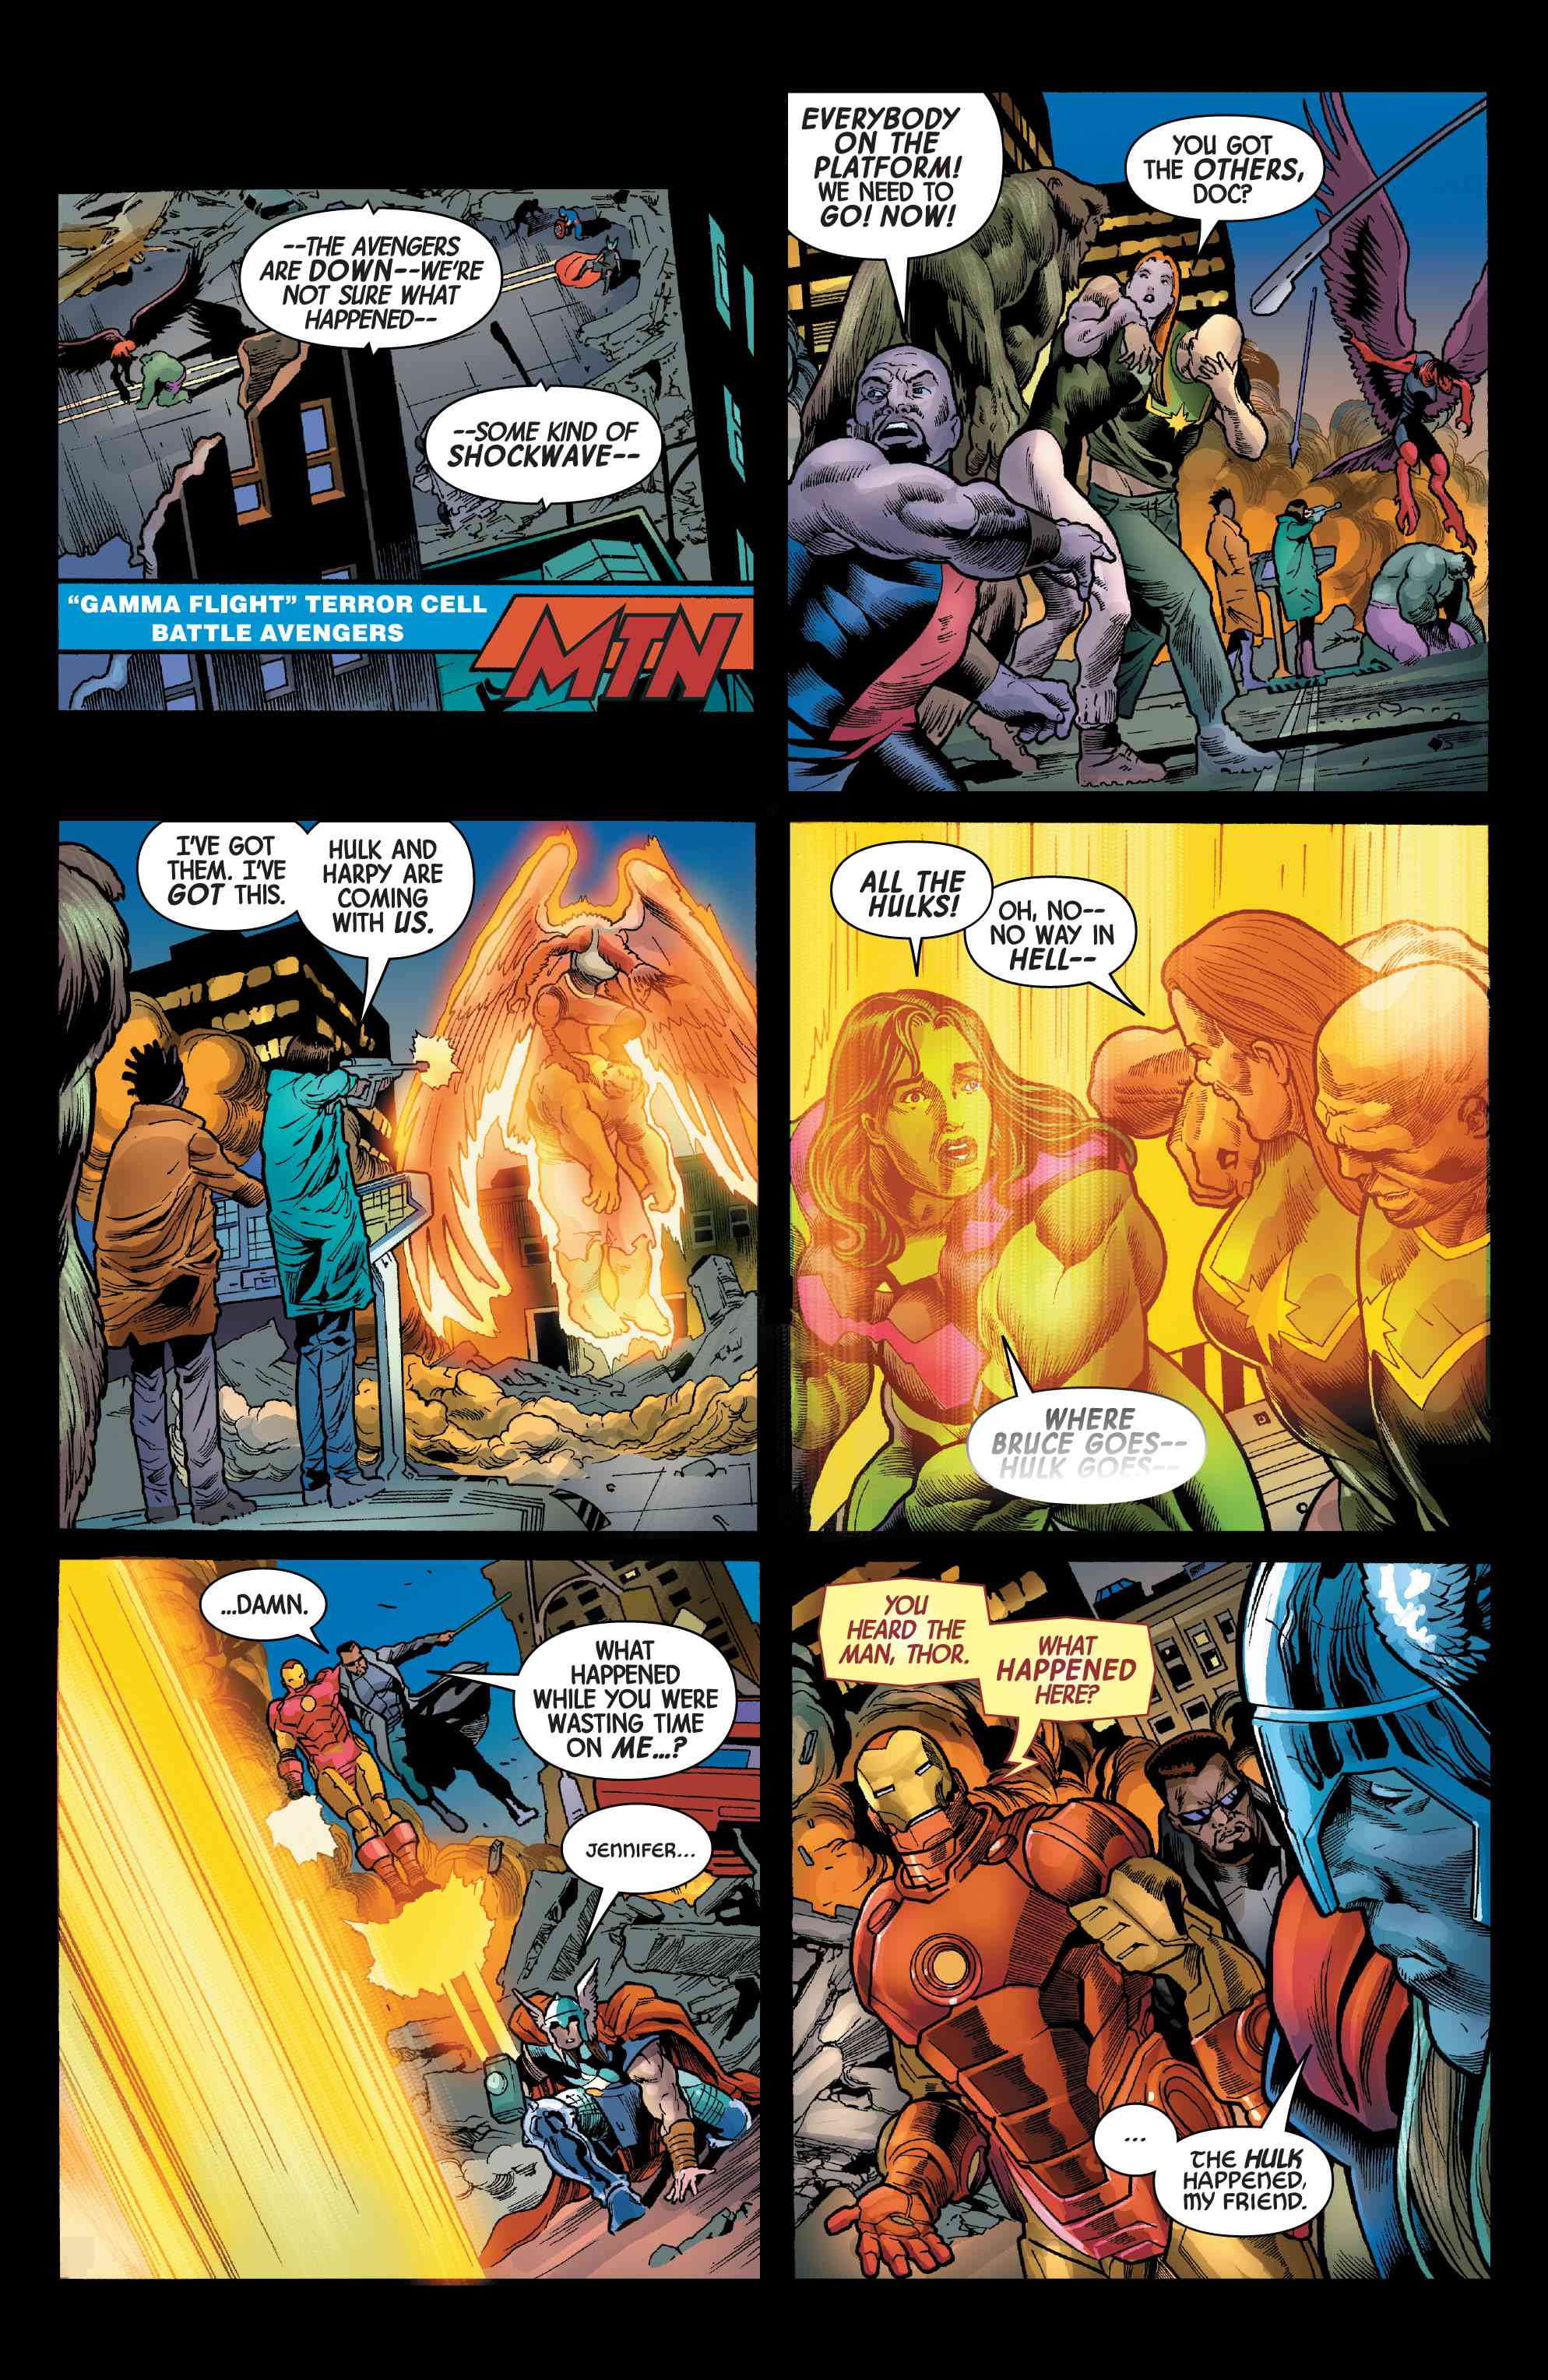 --THE AVENGERS
ARE DOWN--WE'RE
NOT SURE WHAT
HAPPENED--
--SOME KIND OF
SHOCKWAVE--
"GAMMA FLIGHT" TERROR CELL
BATTLE AVENGERS
MTN
EVERYBODY
ON THE
PLATFORM!
WE NEED TO
GO! NOW!
YOU GOT
THE OTHERS,
DOC?
I'VE GOT
THEM. I'VE
GOT THIS.
HULK AND
HARPY ARE
COMING
WITH US.
ALL THE
HULKS!
OH, NO--
NO WAY IN
HELL--
WHERE
BRUCE GOES--
HULK GOES--
...DAMN.
WHAT
HAPPENED
WHILE YOU WERE
WASTING TIME
ON ME...?
JENNIFER...
YOU
HEARD THE
MAN, THOR.
WHAT
HAPPENED
HERE?
...
THE HULK
HAPPENED,
MY FRIEND.